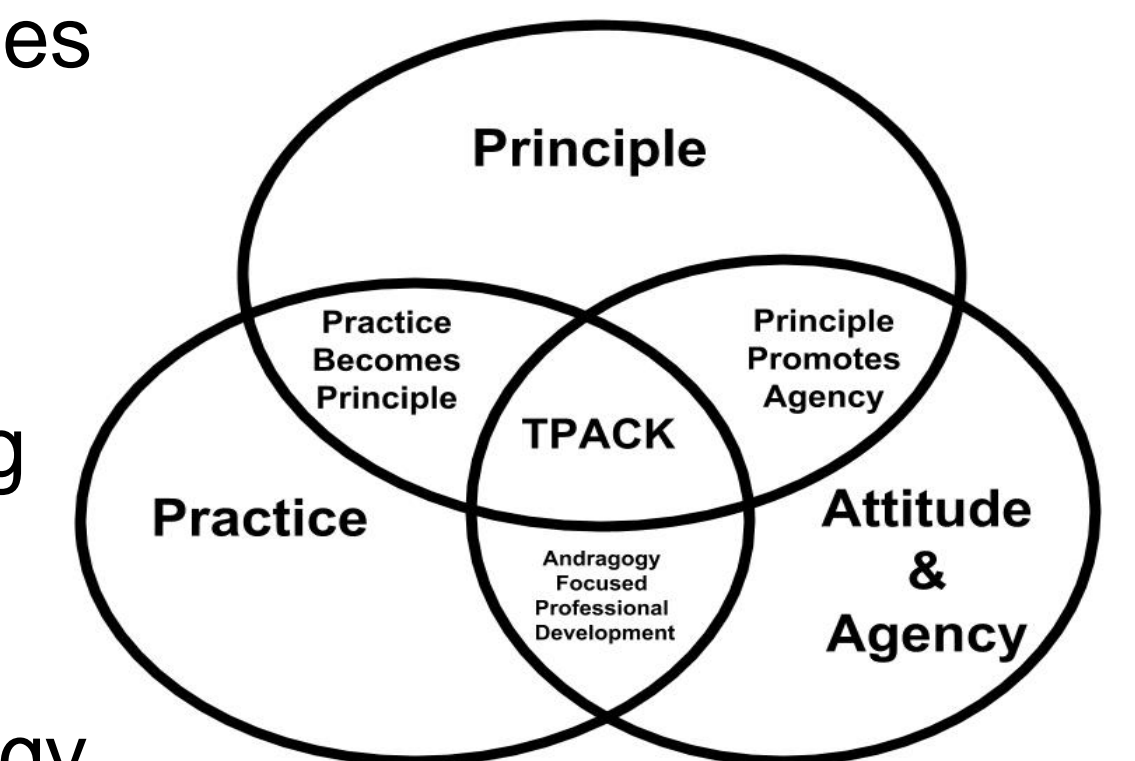 es
Principle
Practice
Becomes
Principle
Principle
Promotes
Agency
TPACK
g
Practice
Attitude
&
Agency
Andragogy
Focused
Professional
Development
gy